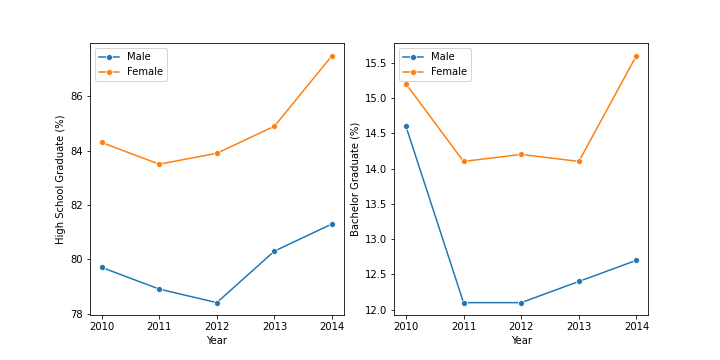 Male
Female
High School Graduate (%)
86
84
82
80
78
2010
2011
2012
2013
2014
Year
Male
Female
Bachelor Graduate (%)
15.5
15.0
14.5
14.0
13.5
13.0
12.5
12.0
2010
2011
2012
2013
2014
Year